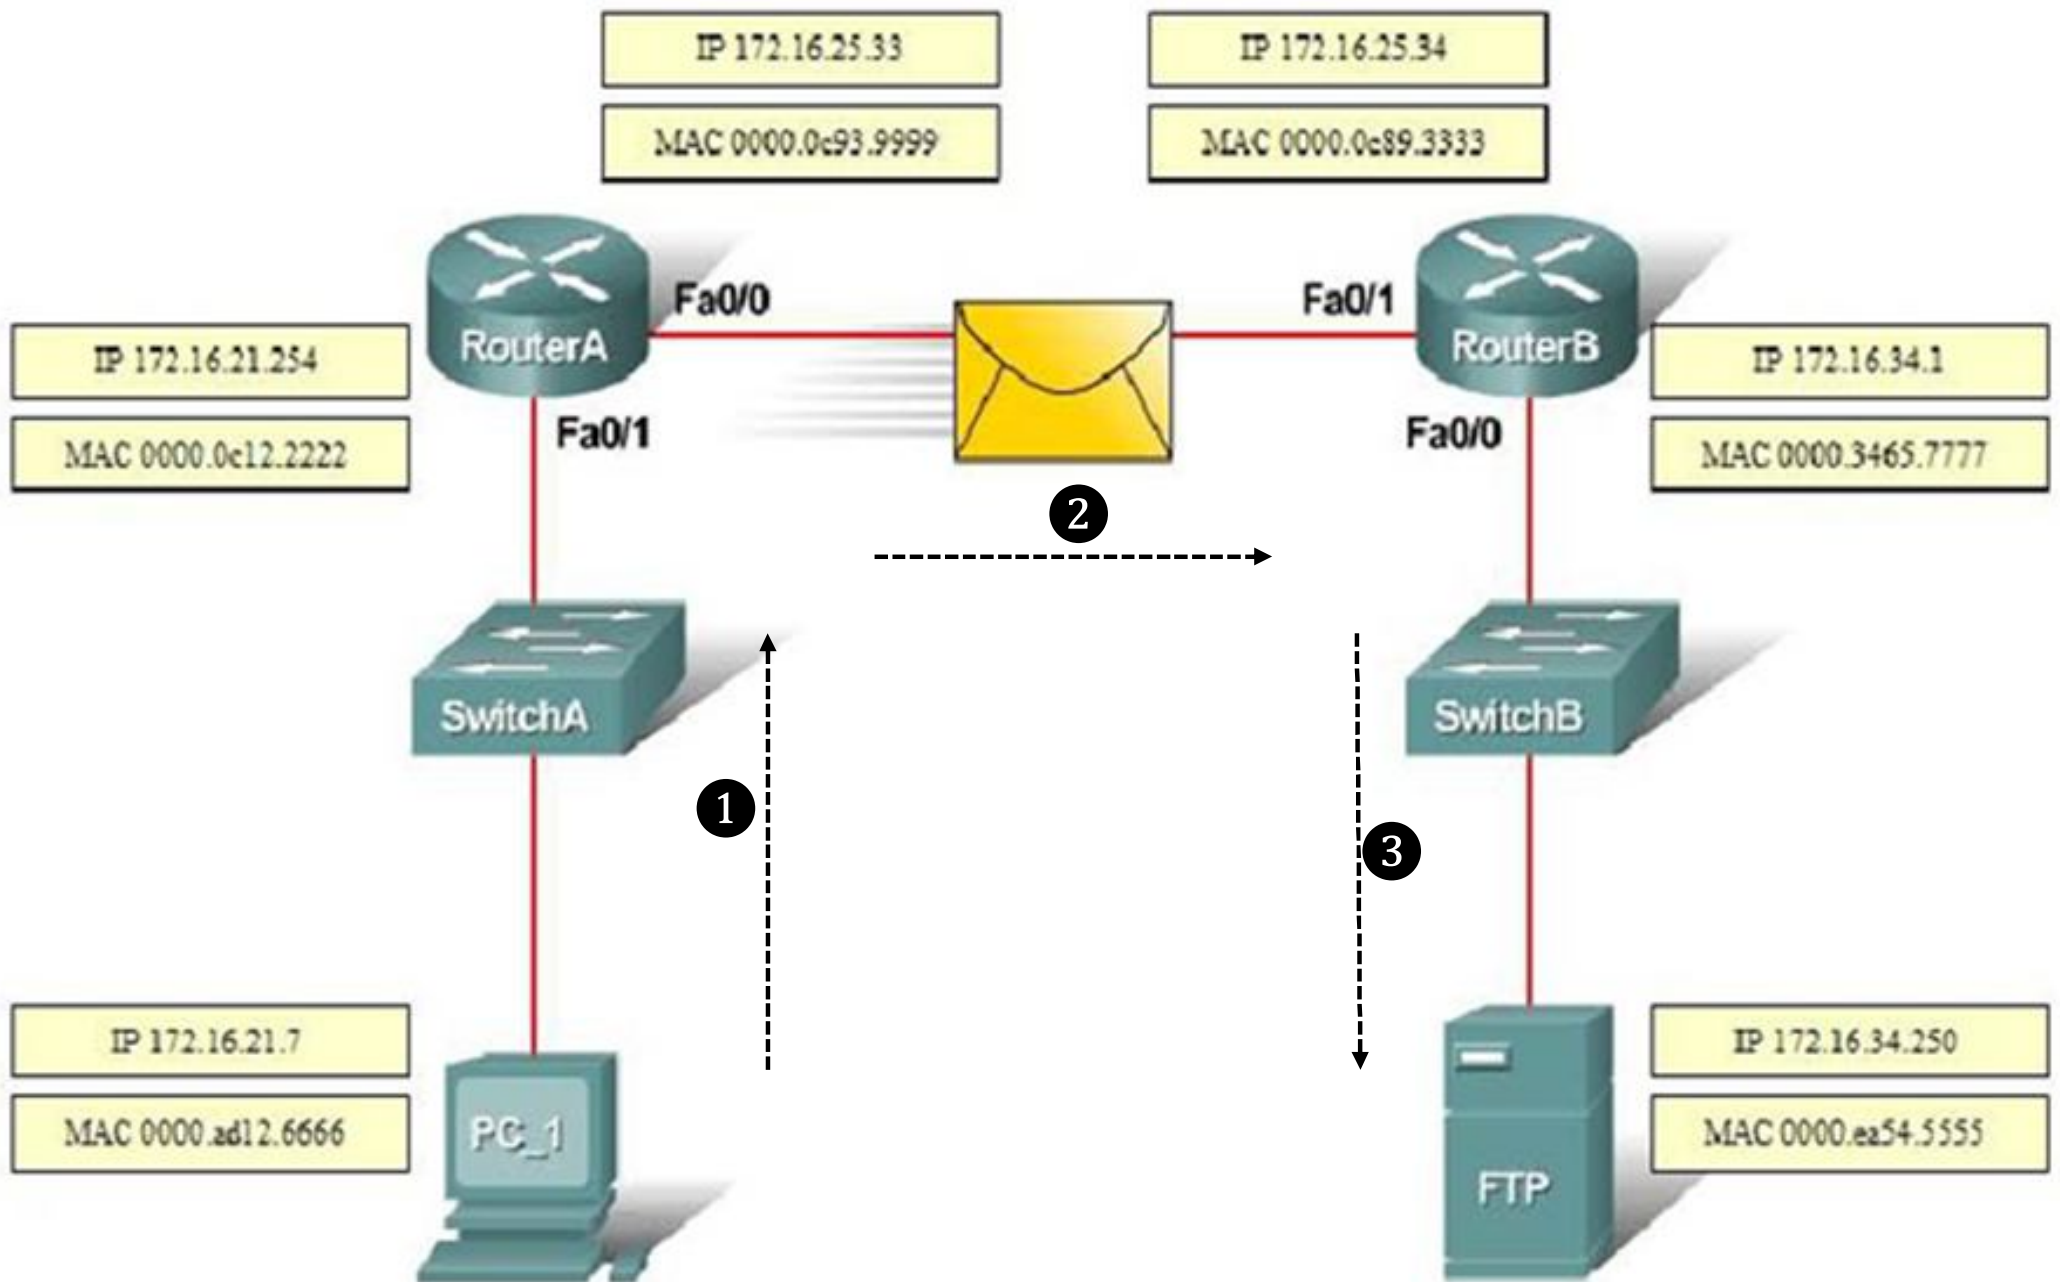 IP 172.16.25.33
IP 172.16.25.34
MAC 0000.0c93.9999
MAC 0000.0c89.3333
Fa0/0
Fa0/1
RouterA
RouterB
IP 172.16.21.254
IP 172.16.34.1
Fa0/1
Fa0/0
MAC 0000.0c12.2222
MAC 0000.3465.7777
2
SwitchA
SwitchB
1
3
IP 172.16.21.7
IP 172.16.34.250
MAC 0000.ad12.6666
MAC 0000.ea54.5555
PC_1
FTP